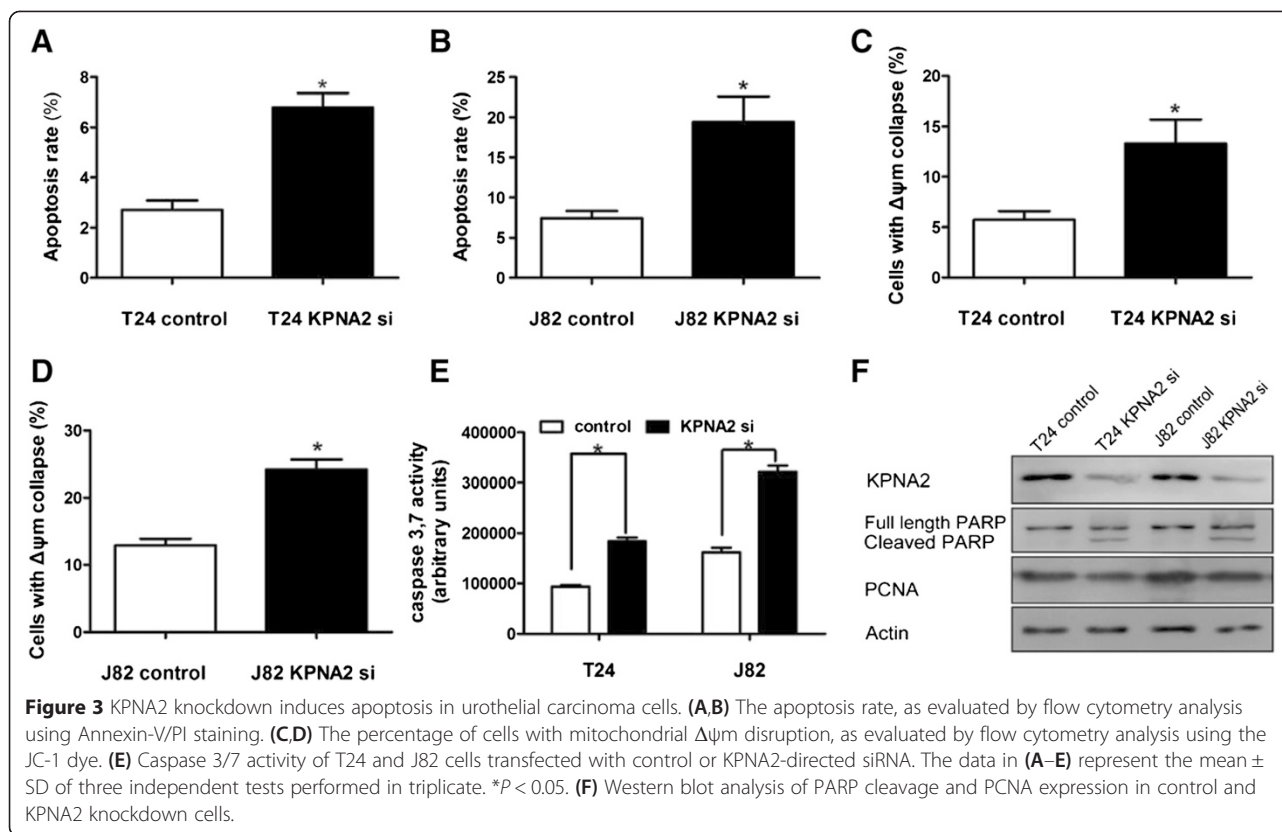 A
Apoptosis rate (%)
8
6
4
2
0
*
T24 control
T24 KPNA2 si
B
Apoptosis rate (%)
25
20
15
10
5
0
*
J82 control
J82 KPNA2 si
C
Cells with Δψm collapse (%)
20
15
10
5
0
*
T24 control
T24 KPNA2 si
D
Cells with Δψm collapse (%)
30
20
10
0
*
J82 control
J82 KPNA2 si
E
caspase 3,7 activity
(arbitrary units)
control
KPNA2 si
400000
300000
200000
100000
0
*
*
T24
J82
F
T24 control
T24 KPNA2 si
J82 control
J82 KPNA2 si
KPNA2
Full length PARP
Cleaved PARP
PCNA
Actin
Figure 3 KPNA2 knockdown induces apoptosis in urothelial carcinoma cells. (A,B) The apoptosis rate, as evaluated by flow cytometry analysis
using Annexin-V/PI staining. (C,D) The percentage of cells with mitochondrial Δψm disruption, as evaluated by flow cytometry analysis using the
JC-1 dye. (E) Caspase 3/7 activity of T24 and J82 cells transfected with control or KPNA2-directed siRNA. The data in (A–E) represent the mean ±
SD of three independent tests performed in triplicate. *P < 0.05. (F) Western blot analysis of PARP cleavage and PCNA expression in control and
KPNA2 knockdown cells.